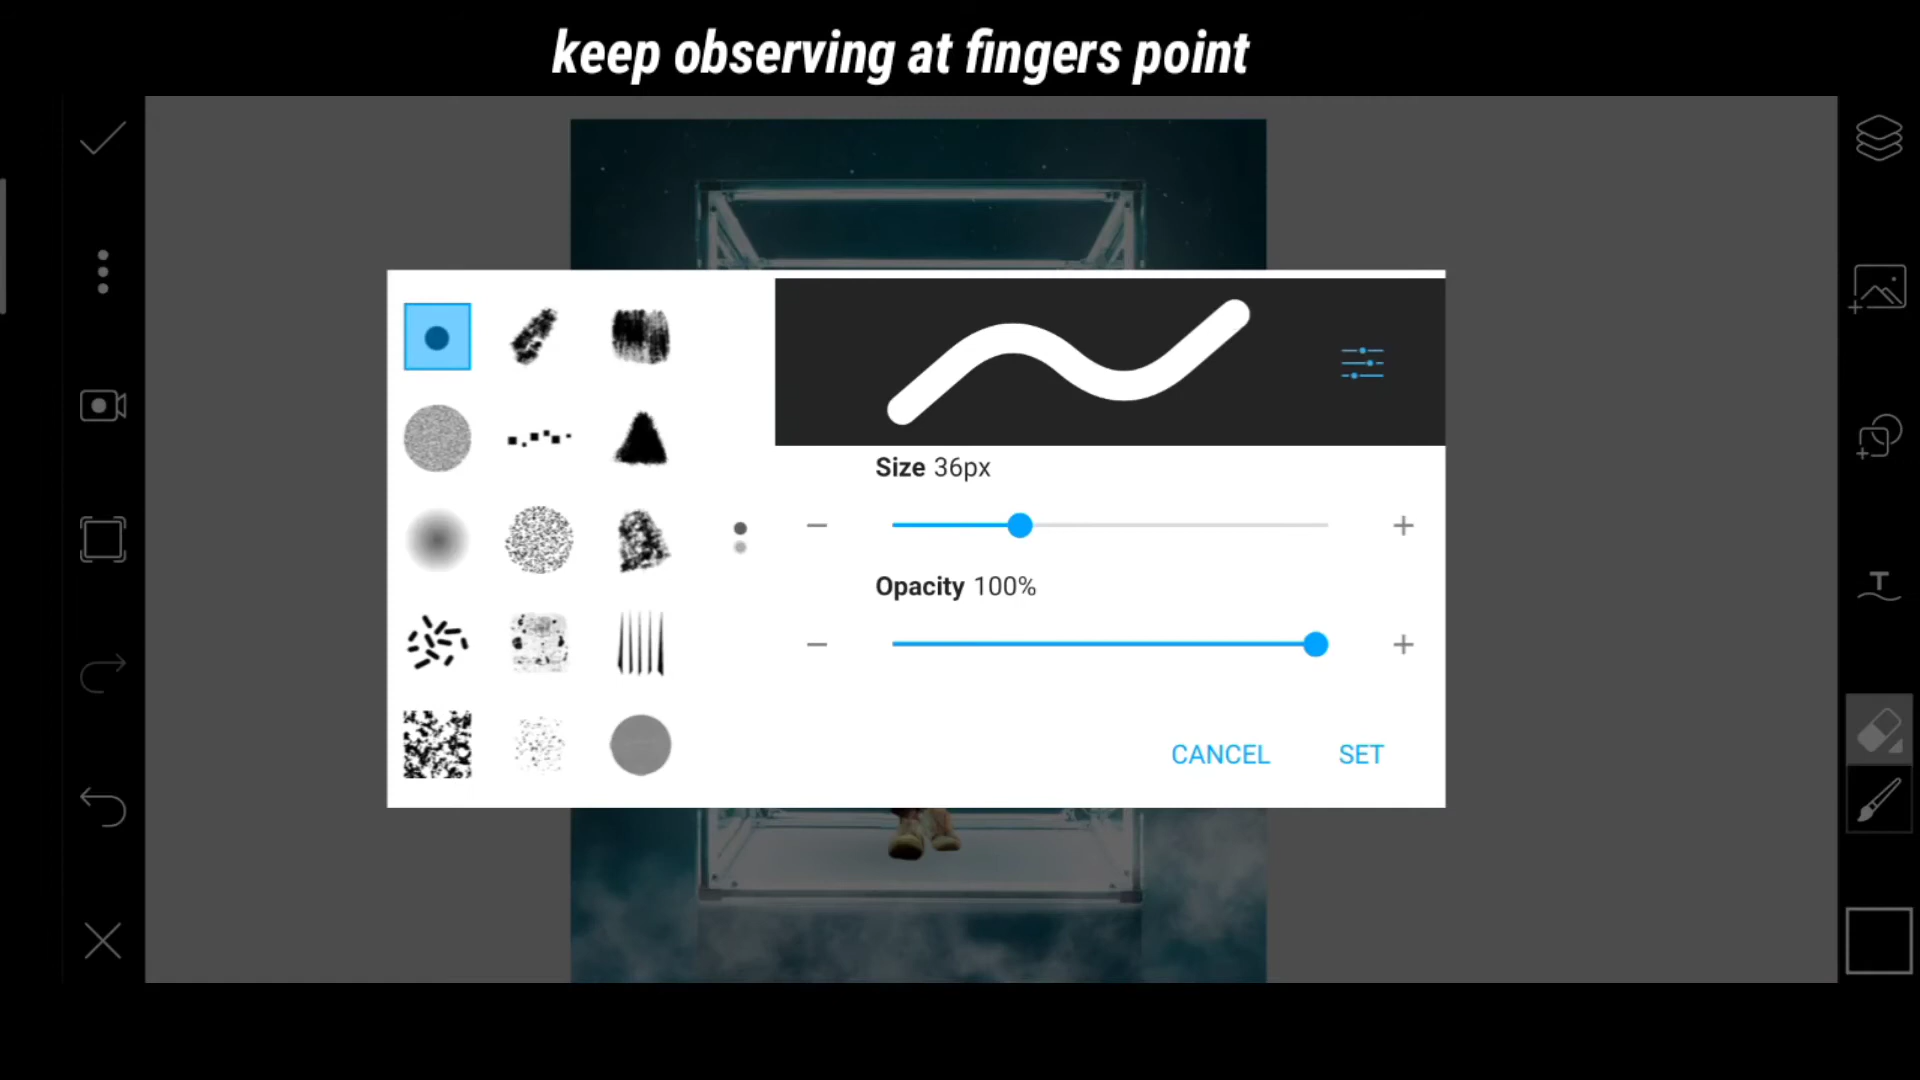 keep observing at fingers point
Size 36px
Opacity 100%
CANCEL SET
T